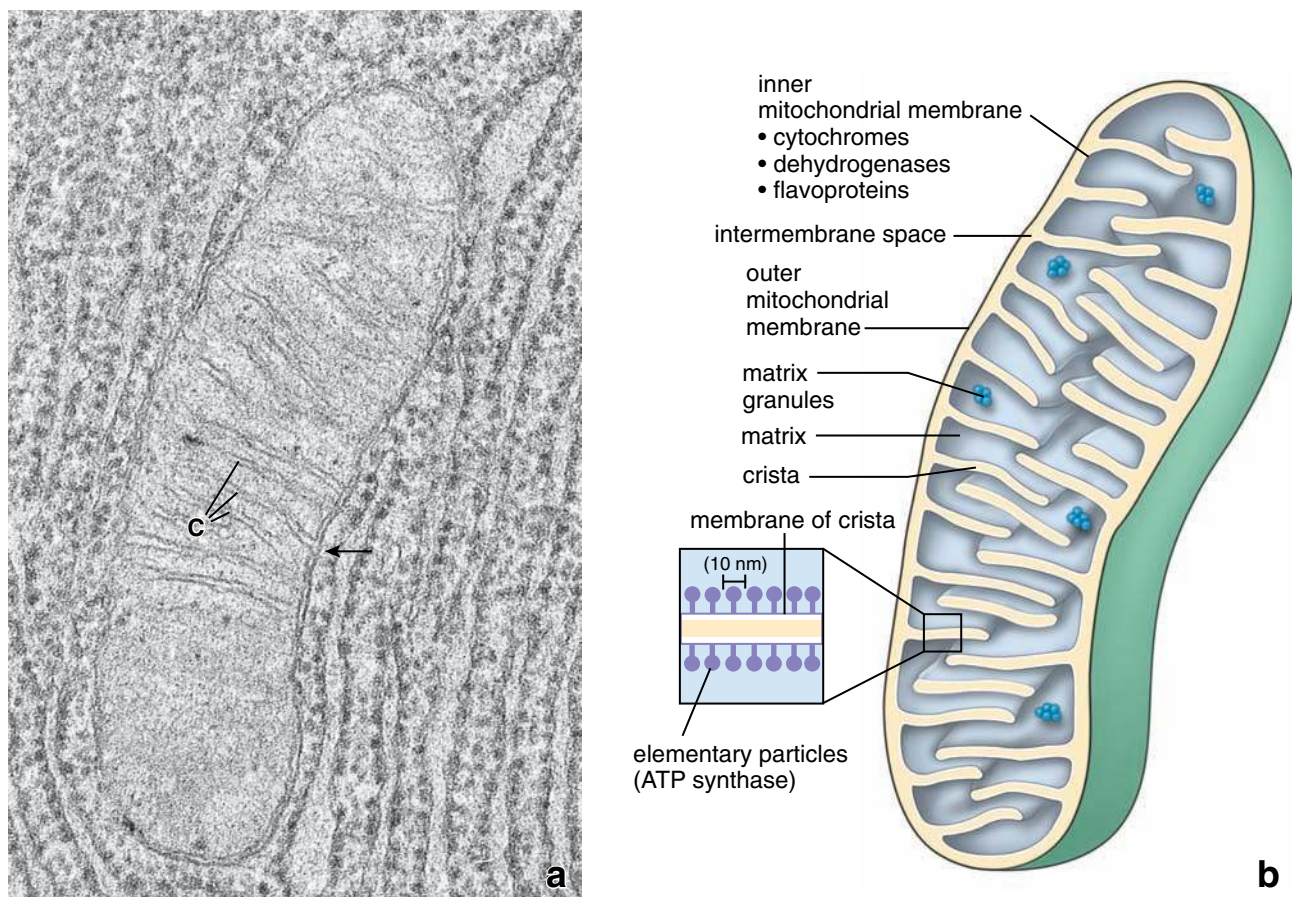 C
a
inner
mitochondrial membrane
• cytochromes
• dehydrogenases
• flavoproteins
intermembrane space
outer
mitochondrial
membrane
matrix
granules
matrix
crista
membrane of crista
(10 nm)
elementary particles
(ATP synthase)
b